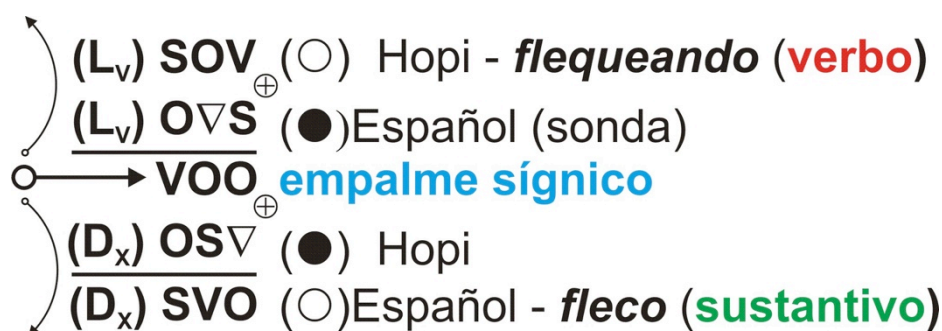 (Lᵥ) SOV⊕ (○) Hopi - flequeando (verbo)
(Lᵥ) O∇S (●)Español (sonda)
VOO⊕ empalme sígnico
(Dₓ) OS∇ (●) Hopi
(Dₓ) SVO (○)Español - fleco (sustantivo)